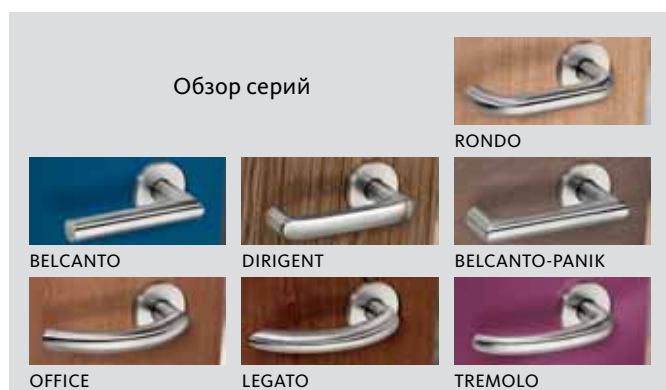 Обзор серий
RONDO
BELCANTO
DIRIGENT
BELCANTO-PANIK
OFFICE
LEGATO
TREMOLO